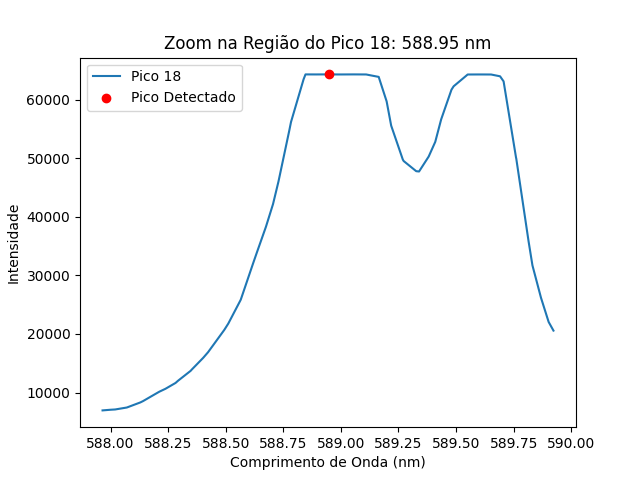 Zoom na Região do Pico 18: 588.95 nm
Pico 18
Pico Detectado
60000
50000
40000
30000
20000
10000
Intensidade
588.00 588.25 588.50 588.75 589.00 589.25 589.50 589.75 590.00
Comprimento de Onda (nm)